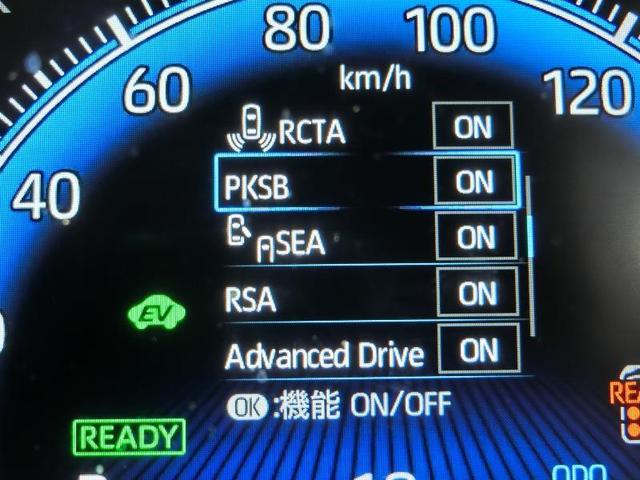 80 100
60 km/h 120
RCTA ON
40 PKSB ON
SEA ON
RSA ON
EV
Advanced Drive ON
OK :機能 ON/OFF
READY
ODO